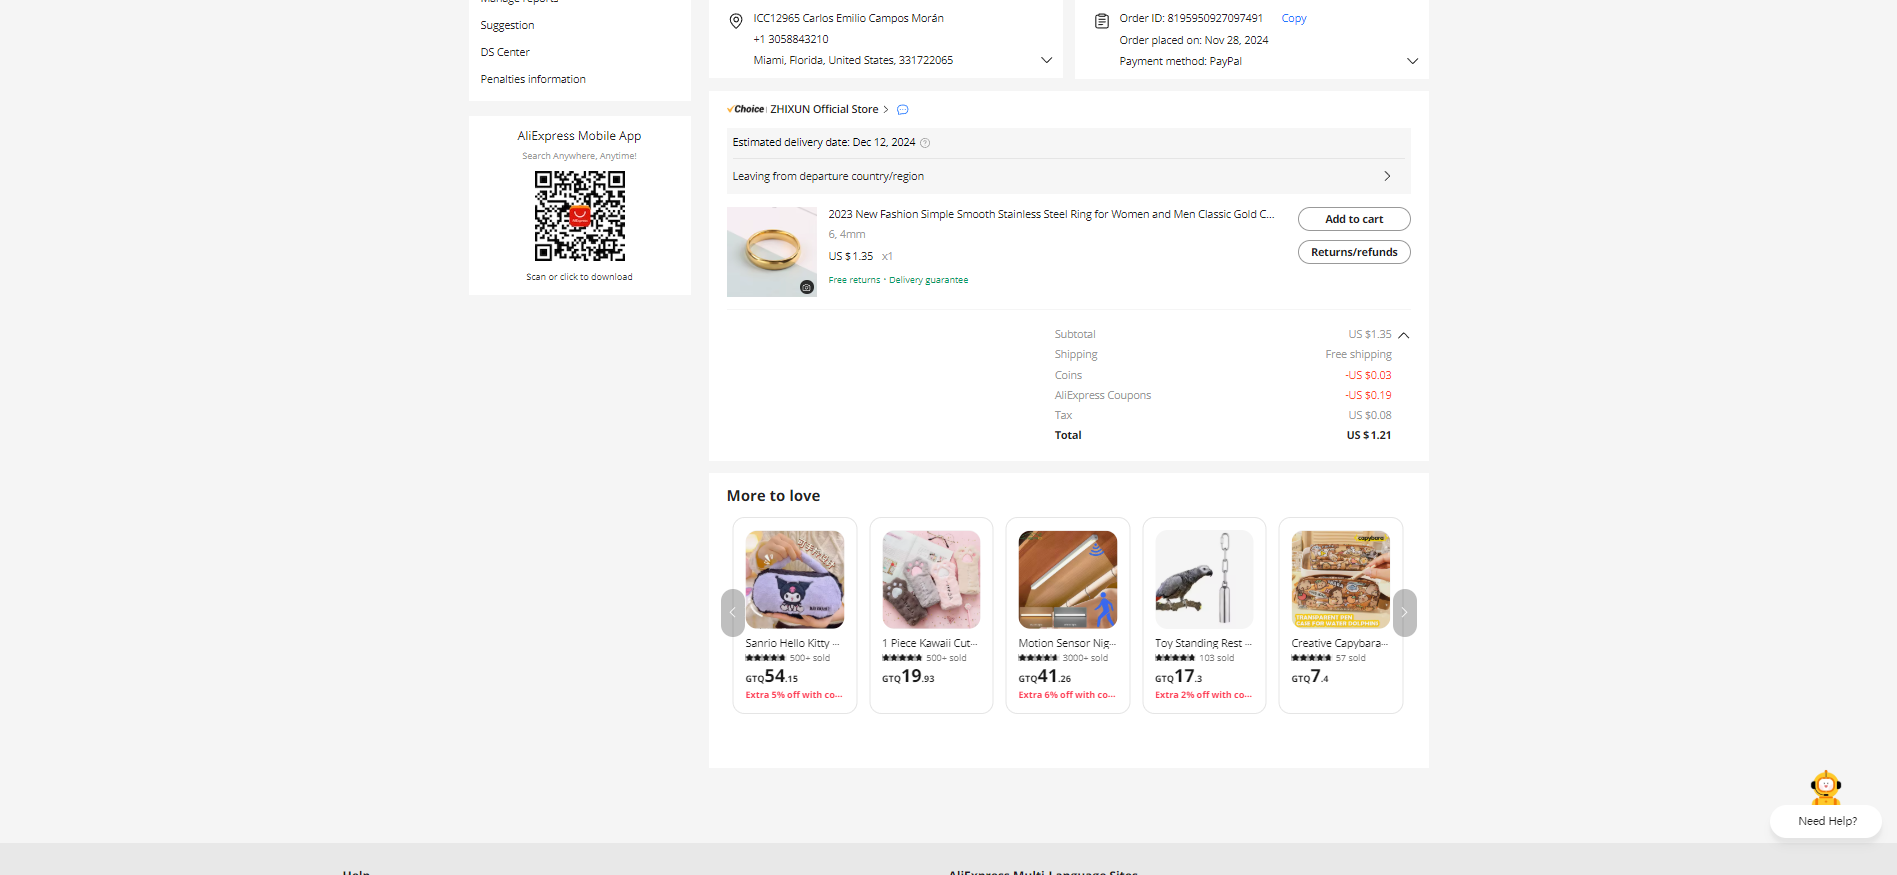 Manage reports
Suggestion
DS Center
Penalties information
AliExpress Mobile App
Search Anywhere, Anytime!
Scan or click to download
ICC12965 Carlos Emilio Campos Morán
+1 3058843210
Miami, Florida, United States, 331722065
Order ID: 8195950927097491 Copy
Order placed on: Nov 28, 2024
Payment method: PayPal
Choice ZHIXUN Official Store
Estimated delivery date: Dec 12, 2024
Leaving from departure country/region
2023 New Fashion Simple Smooth Stainless Steel Ring for Women and Men Classic Gold C...
6, 4mm
US $1.35 x1
Free returns · Delivery guarantee
Add to cart
Returns/refunds
Subtotal US $1.35
Shipping Free shipping
Coins -US $0.03
AliExpress Coupons -US $0.19
Tax US $0.08
Total US $1.21
More to love
Sanrio Hello Kitty ...
500+ sold
GTQ54.15
Extra 5% off with co...
1 Piece Kawaii Cut...
500+ sold
GTQ19.93
Motion Sensor Nig...
3000+ sold
GTQ41.26
Extra 6% off with co...
Toy Standing Rest ...
103 sold
GTQ17.3
Extra 2% off with co...
capybara
TRANSPARENT PEN
CASE FOR WATER DOLPHINS
Creative Capybara...
57 sold
GTQ7.4
Need Help?
Help
AliExpress Multi-Language Sites